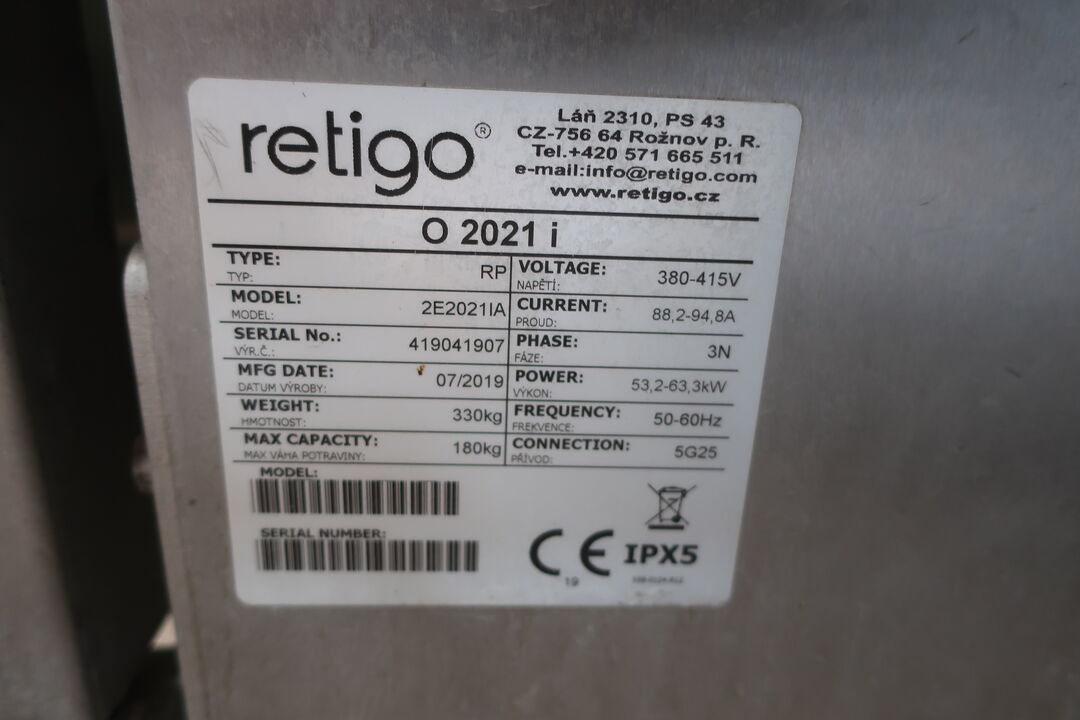 retigo®
Láň 2310, PS 43
CZ-756 64 Rožnov p. R.
Tel.+420 571 665 511
e-mail:info@retigo.com
www.retigo.cz
O 2021 i
TYPE: RP
TYP:
MODEL: 2E2021IA
MODEL:
SERIAL No.: 419041907
VÝR.Č.:
MFG DATE: 07/2019
DATUM VÝROBY:
WEIGHT: 330kg
HMOTNOST:
MAX CAPACITY: 180kg
MAX VÁHA POTRAVINY:
VOLTAGE: 380-415V
NAPĚTÍ:
CURRENT: 88,2-94,8A
PROUD:
PHASE: 3N
FÁZE:
POWER: 53,2-63,3kW
VÝKON:
FREQUENCY: 50-60Hz
FREKVENCE:
CONNECTION: 5G25
PŘÍVOD:
MODEL:
SERIAL NUMBER:
CE IPX5
19